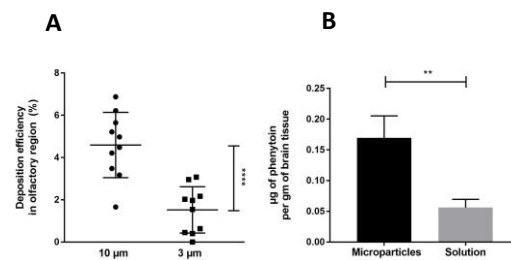 A
Deposition efficiency
in olfactory region (%)
8
6
4
2
0
****
10 µm
3 µm
B
µg of phenytoin
per gm of brain tissue
0.25
0.20
0.15
0.10
0.05
0.00
**
Microparticles
Solution